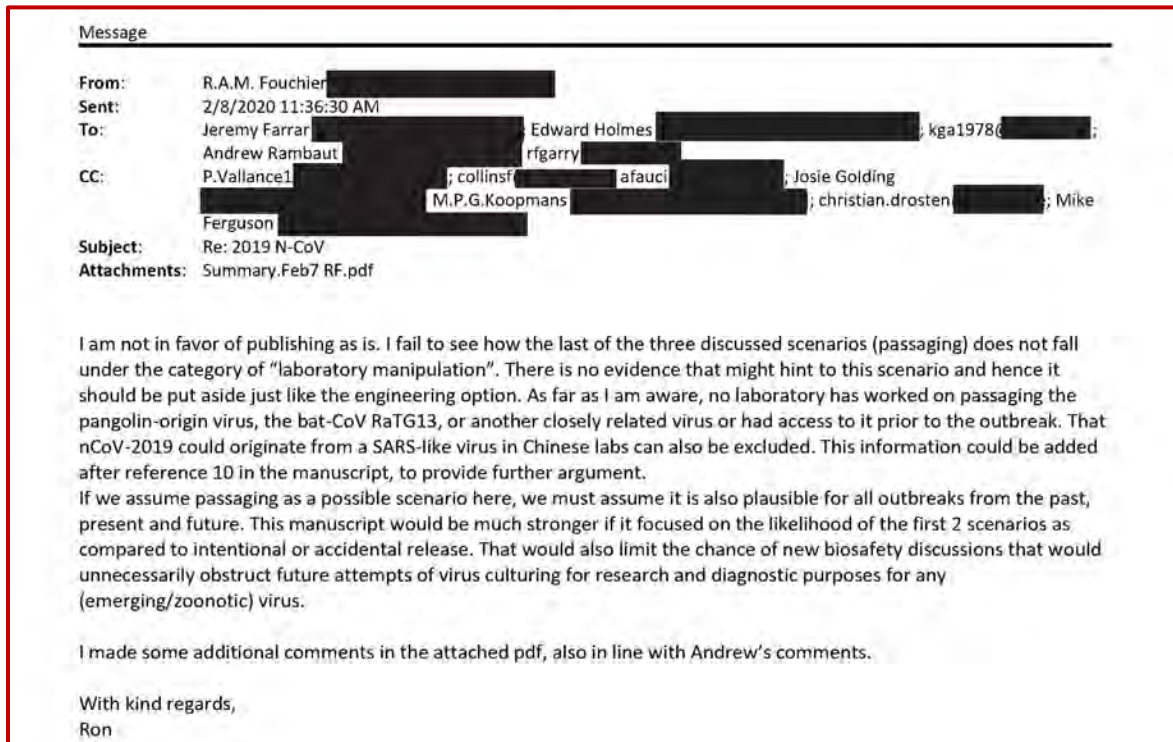 Message
From: R.A.M. Fouchier
Sent: 2/8/2020 11:36:30 AM
To: Jeremy Farrar ; Edward Holmes ; kga1978@ ;
Andrew Rambaut rfgarry
CC: P.Vallance1 ; collinsf afauci ; Josie Golding
M.P.G.Koopmans ; christian.drosten ; Mike
Ferguson
Subject: Re: 2019 N-CoV
Attachments: Summary.Feb7 RF.pdf
I am not in favor of publishing as is. I fail to see how the last of the three discussed scenarios (passaging) does not fall
under the category of "laboratory manipulation". There is no evidence that might hint to this scenario and hence it
should be put aside just like the engineering option. As far as I am aware, no laboratory has worked on passaging the
pangolin-origin virus, the bat-CoV RaTG13, or another closely related virus or had access to it prior to the outbreak. That
nCoV-2019 could originate from a SARS-like virus in Chinese labs can also be excluded. This information could be added
after reference 10 in the manuscript, to provide further argument.
If we assume passaging as a possible scenario here, we must assume it is also plausible for all outbreaks from the past,
present and future. This manuscript would be much stronger if it focused on the likelihood of the first 2 scenarios as
compared to intentional or accidental release. That would also limit the chance of new biosafety discussions that would
unnecessarily obstruct future attempts of virus culturing for research and diagnostic purposes for any
(emerging/zoonotic) virus.
I made some additional comments in the attached pdf, also in line with Andrew's comments.
With kind regards,
Ron